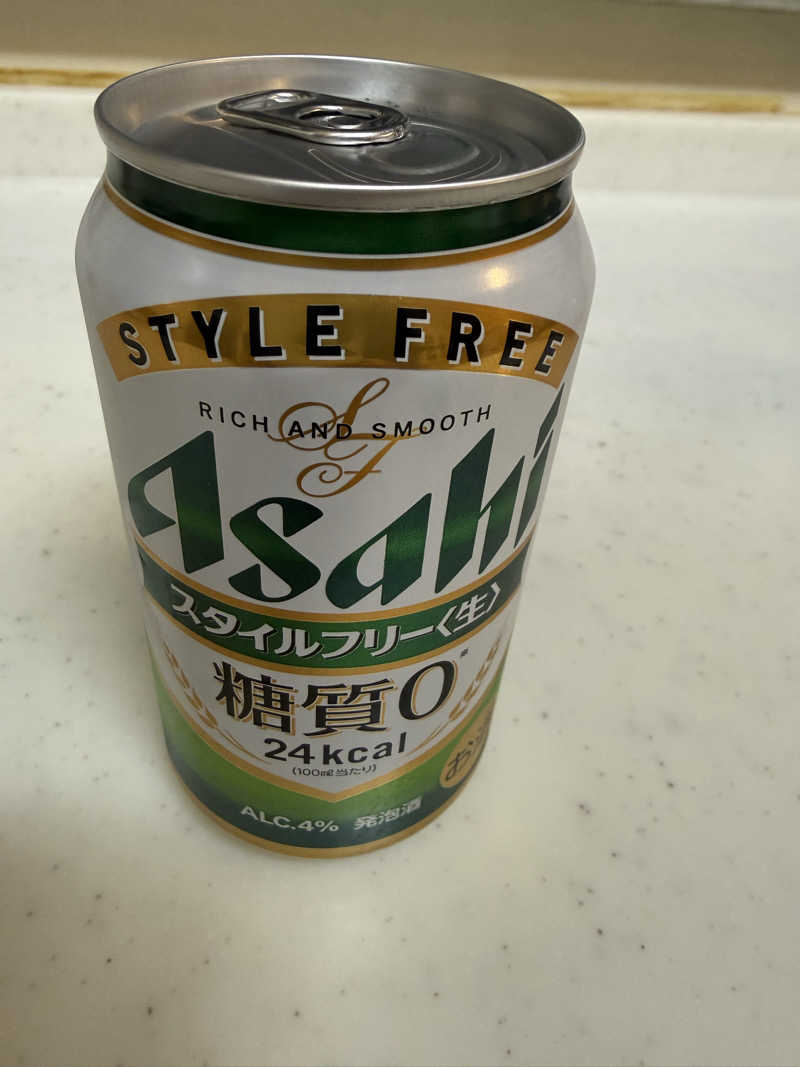 STYLE FREE
RICH AND SMOOTH
SF
Asahi
スタイルフリー〈生〉
糖質0※
24kcal
(100ml当たり)
ALC.4% 発泡酒
お